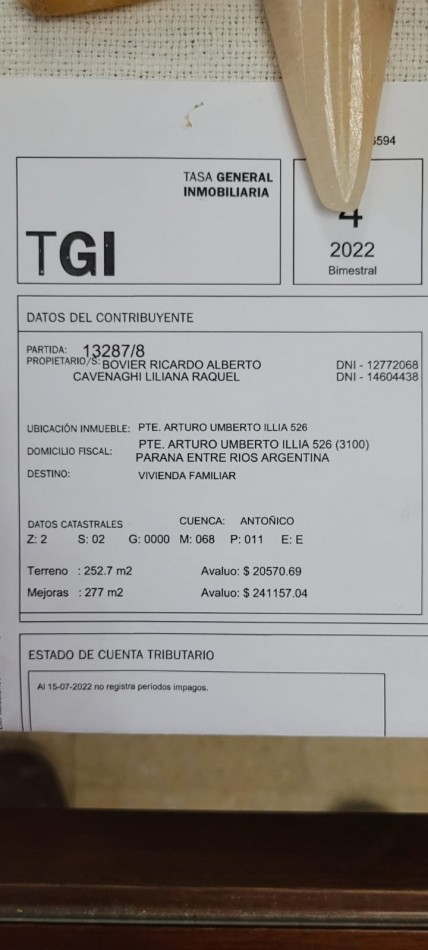 6594
TASA GENERAL
INMOBILIARIA
TGI
4
2022
Bimestral
DATOS DEL CONTRIBUYENTE
PARTIDA: 13287/8
PROPIETARIO/S: BOVIER RICARDO ALBERTO DNI - 12772068
CAVENAGHI LILIANA RAQUEL DNI - 14604438
UBICACIÓN INMUEBLE: PTE. ARTURO UMBERTO ILLIA 526
DOMICILIO FISCAL: PTE. ARTURO UMBERTO ILLIA 526 (3100)
PARANA ENTRE RIOS ARGENTINA
DESTINO: VIVIENDA FAMILIAR
DATOS CATASTRALES CUENCA: ANTOÑICO
Z: 2 S: 02 G: 0000 M: 068 P: 011 E: E
Terreno : 252.7 m2 Avaluo: $ 20570.69
Mejoras : 277 m2 Avaluo: $ 241157.04
ESTADO DE CUENTA TRIBUTARIO
Al 15-07-2022 no registra periodos impagos.